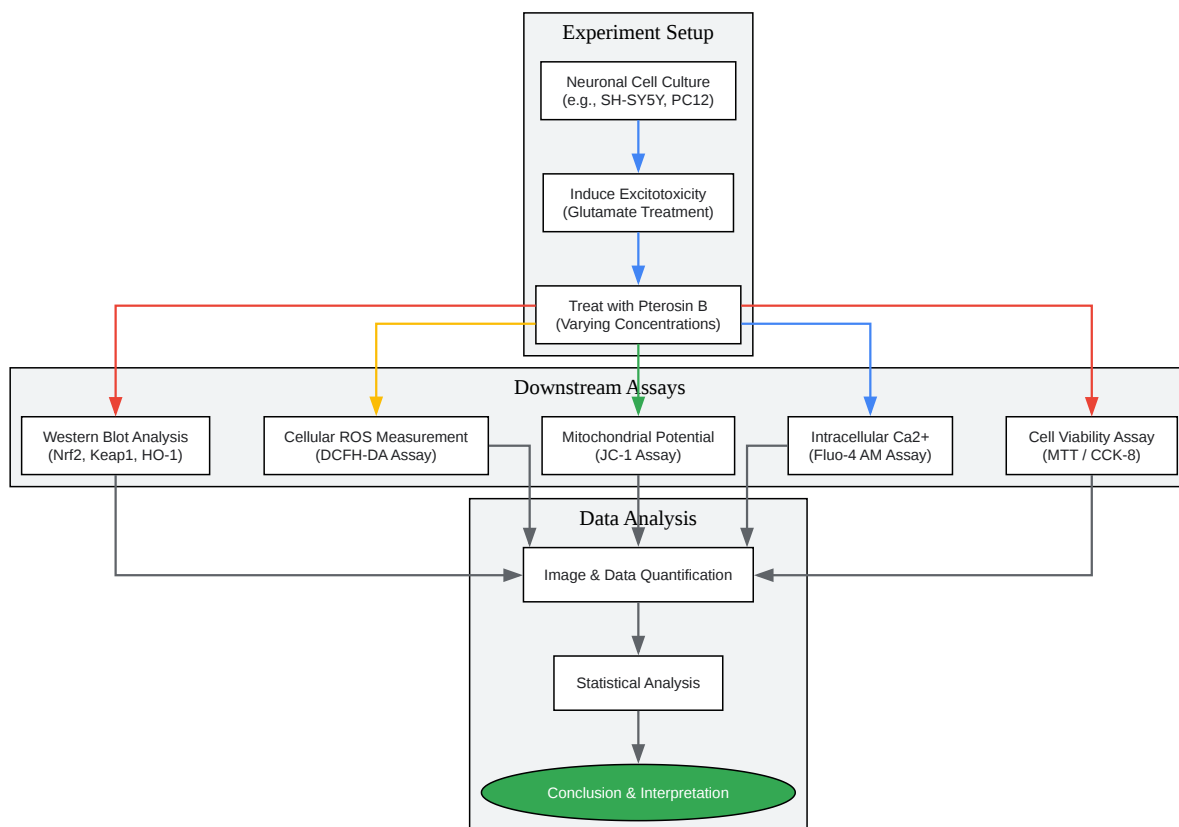 Experiment Setup
Neuronal Cell Culture
(e.g., SH-SY5Y, PC12)
Induce Excitotoxicity
(Glutamate Treatment)
Treat with Pterosin B
(Varying Concentrations)
Downstream Assays
Western Blot Analysis
(Nrf2, Keap1, HO-1)
Cellular ROS Measurement
(DCFH-DA Assay)
Mitochondrial Potential
(JC-1 Assay)
Intracellular Ca2+
(Fluo-4 AM Assay)
Cell Viability Assay
(MTT / CCK-8)
Data Analysis
Image & Data Quantification
Statistical Analysis
Conclusion & Interpretation